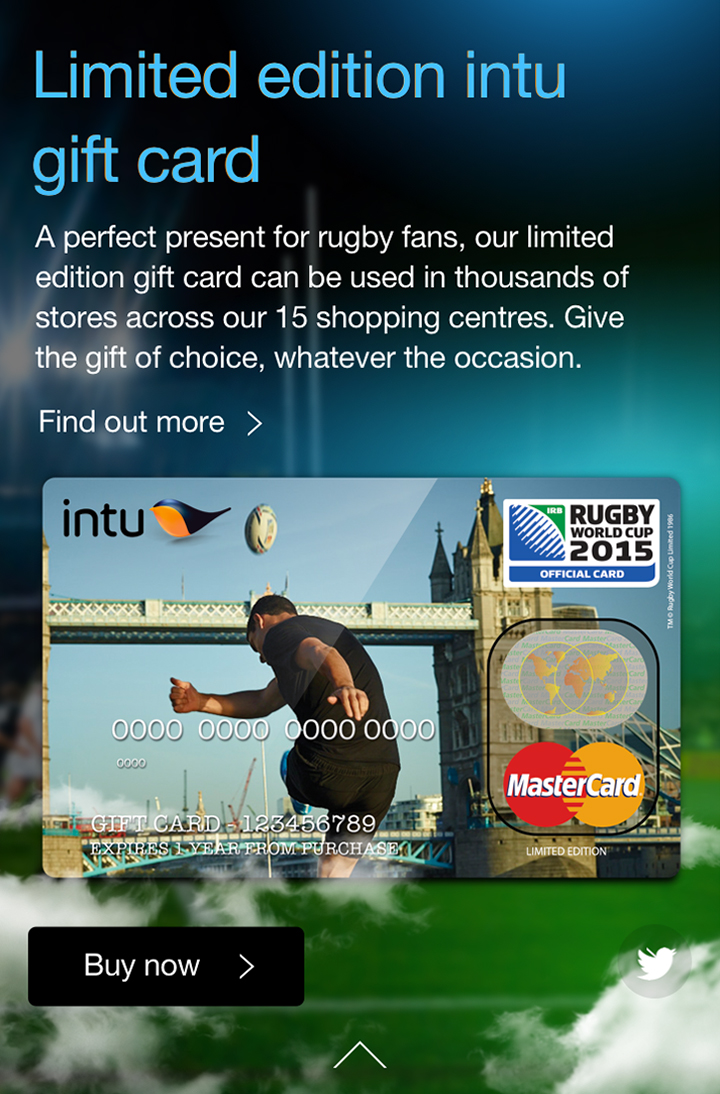 Limited edition intu
gift card
A perfect present for rugby fans, our limited
edition gift card can be used in thousands of
stores across our 15 shopping centres. Give
the gift of choice, whatever the occasion.
Find out more
intu
IRB
RUGBY
WORLD CUP
2015
OFFICIAL CARD
TM © Rugby World Cup Limited 1986
0000 0000 0000 0000
0000
MasterCard
GIFT CARD - 123456789
EXPIRES 1 YEAR FROM PURCHASE
LIMITED EDITION
Buy now